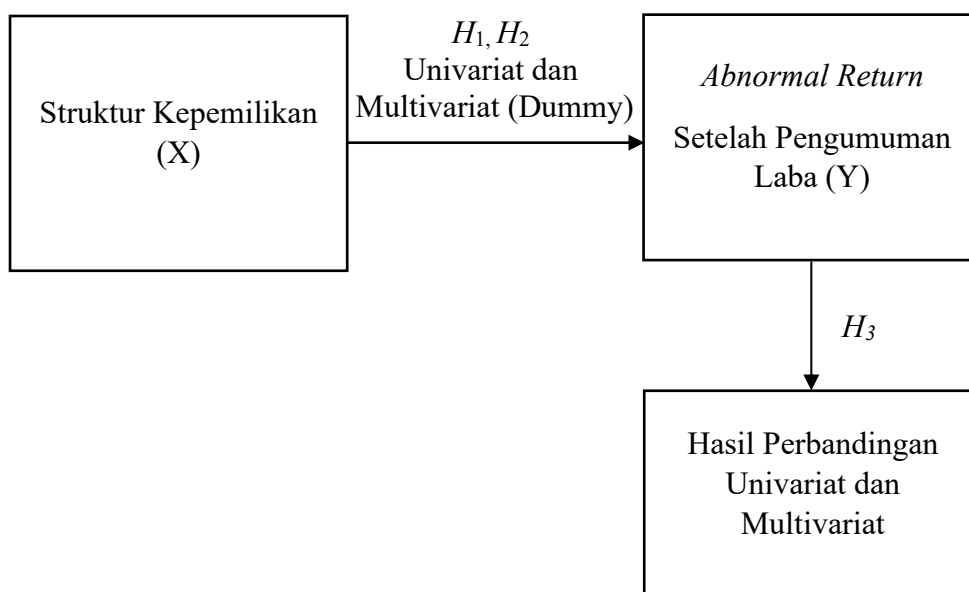 Struktur Kepemilikan
(X)
H1, H2
Univariat dan
Multivariat (Dummy)
Abnormal Return
Setelah Pengumuman
Laba (Y)
H3
Hasil Perbandingan
Univariat dan
Multivariat